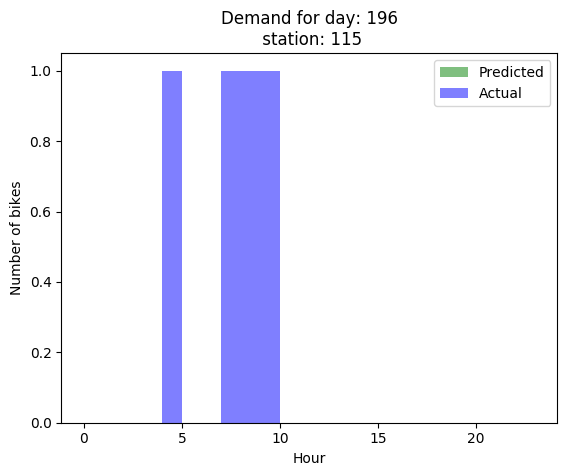 Demand for day: 196
station: 115
Predicted
Actual
Number of bikes
1.0
0.8
0.6
0.4
0.2
0.0
0 5 10 15 20
Hour